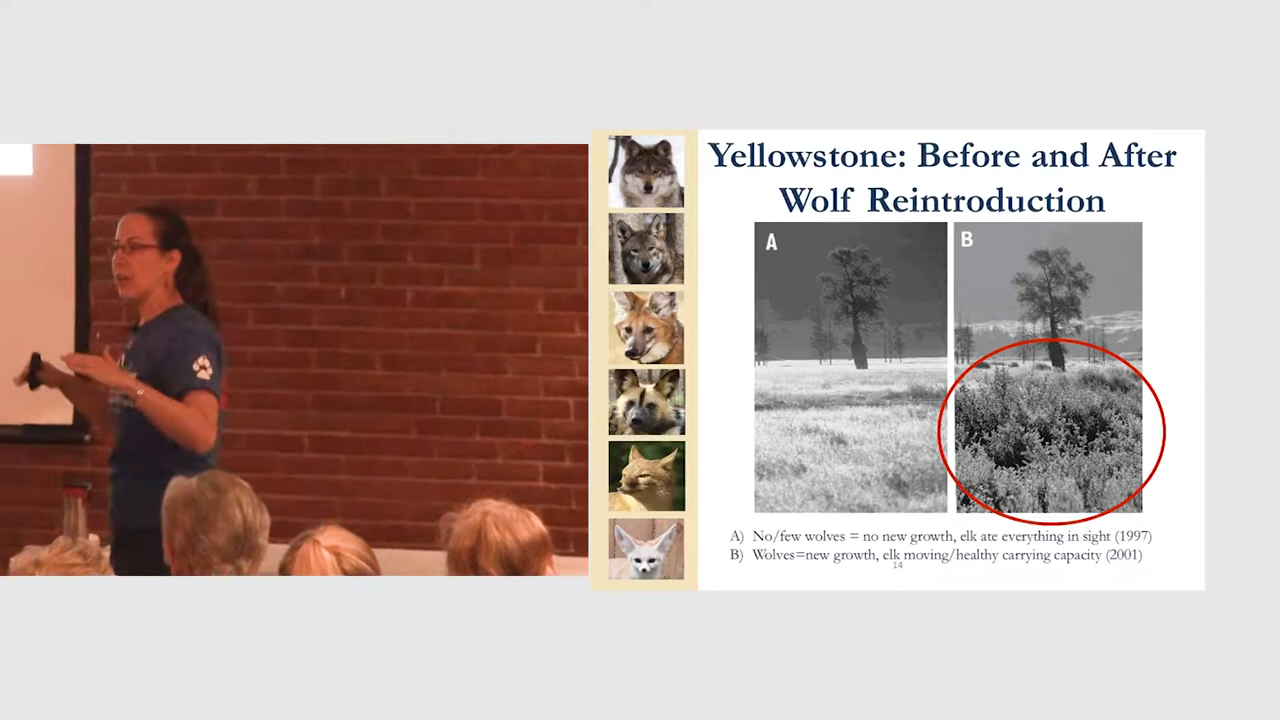 Yellowstone: Before and After
Wolf Reintroduction
A
B
A) No/few wolves = no new growth, elk ate everything in sight (1997)
B) Wolves=new growth, elk moving/healthy carrying capacity (2001)
14